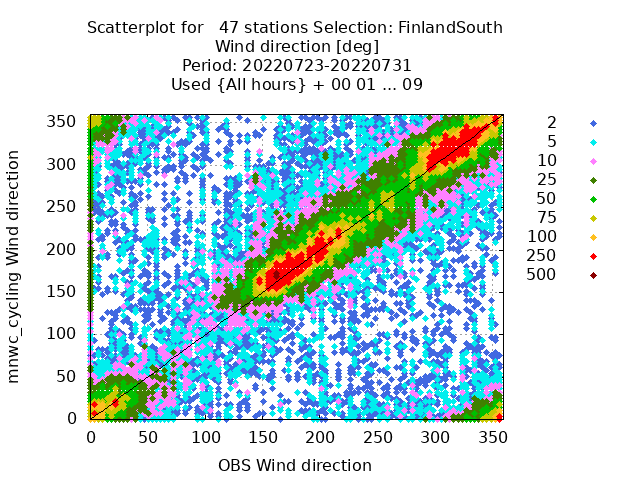 Scatterplot for   47 stations Selection: FinlandSouth
Wind direction [deg]
Period: 20220723-20220731
Used {All hours} + 00 01 ... 09
mnwc_cycling Wind direction
350
300
250
200
150
100
50
0
0 50 100 150 200 250 300 350
OBS Wind direction
2
5
10
25
50
75
100
250
500